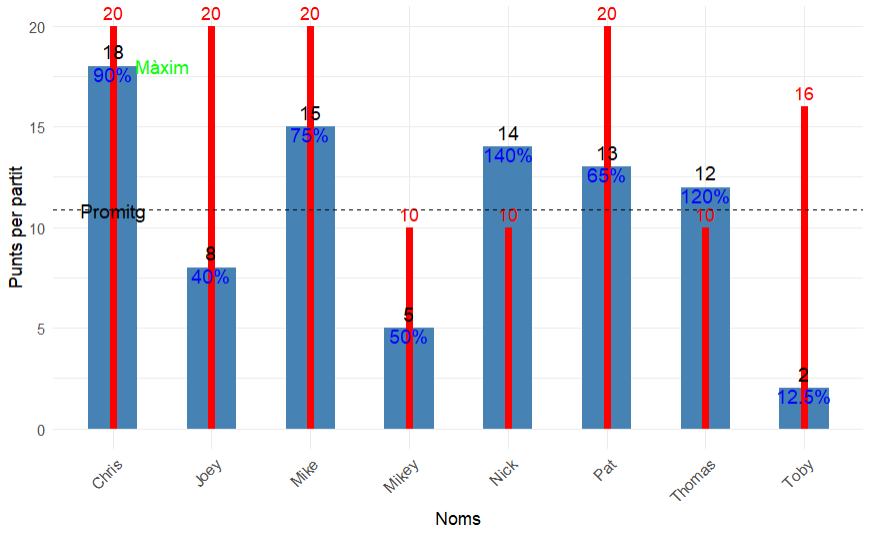 20
20
20
20
18
Màxim
90%
16
15
75%
14
140%
13
65%
12
120%
Promitg
10
10
10
8
40%
5
50%
2
12.5%
20
15
10
5
0
Punts per partit
Chris
Joey
Mike
Mikey
Nick
Pat
Thomas
Toby
Noms